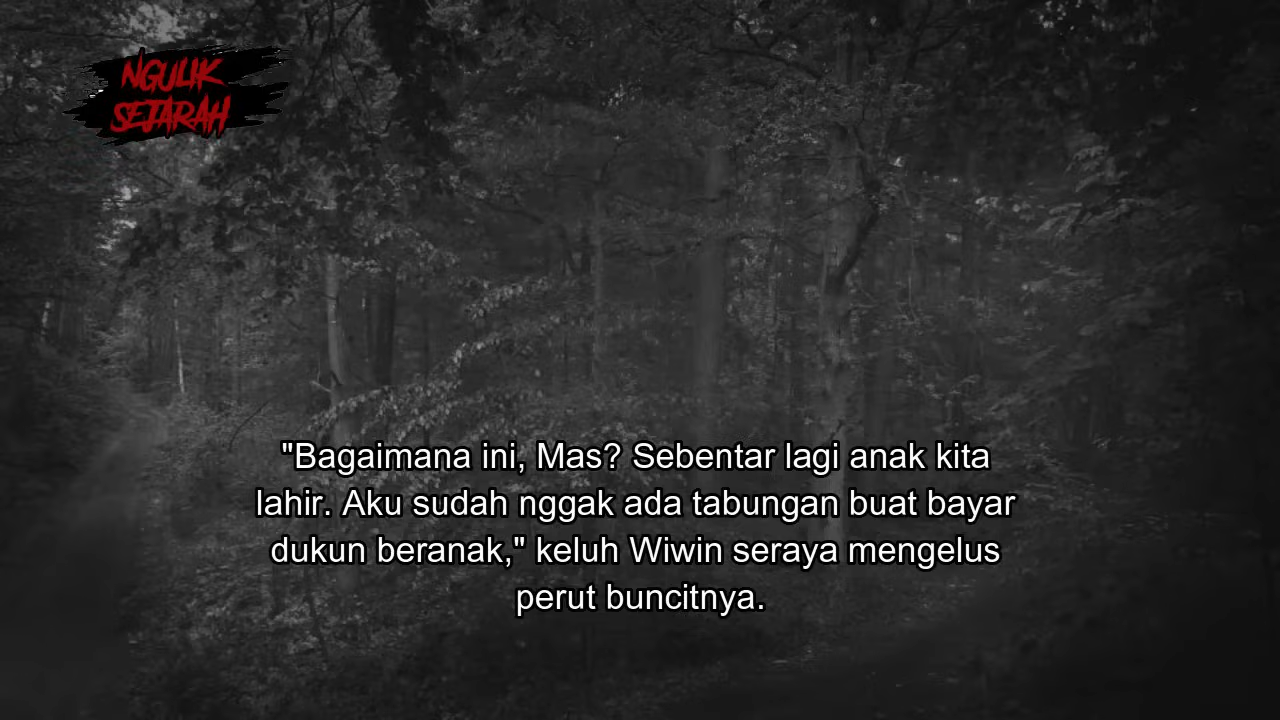 NGULIK
SEJARAH
"Bagaimana ini, Mas? Sebentar lagi anak kita
lahir. Aku sudah nggak ada tabungan buat bayar
dukun beranak," keluh Wiwin seraya mengelus
perut buncitnya.